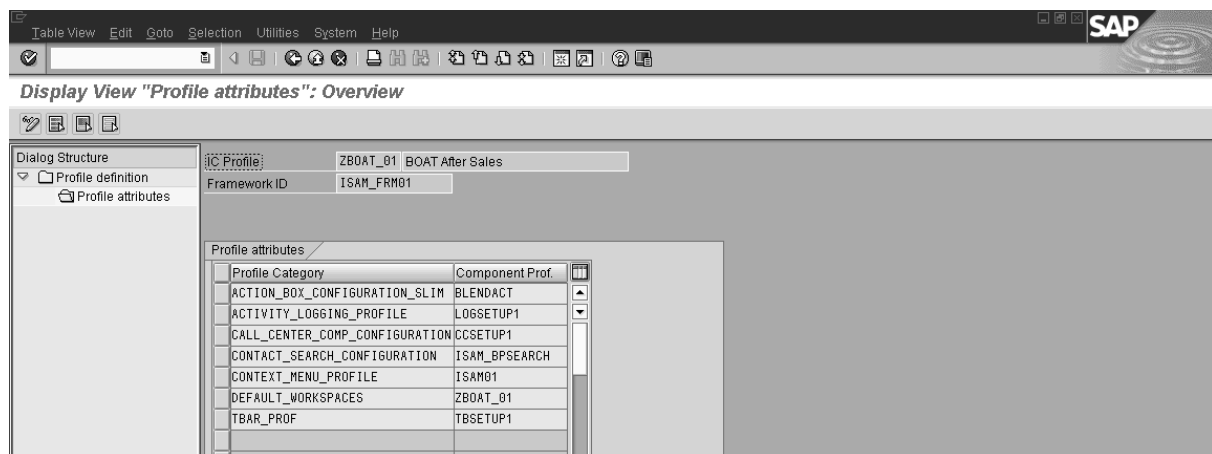 Table View Edit Goto Selection Utilities System Help
SAP
Display View "Profile attributes": Overview
Dialog Structure
Profile definition
Profile attributes
IC Profile ZBOAT_01 BOAT After Sales
Framework ID ISAM_FRM01
Profile attributes
Profile Category Component Prof.
ACTION_BOX_CONFIGURATION_SLIM BLENDACT
ACTIVITY_LOGGING_PROFILE LOGSETUP1
CALL_CENTER_COMP_CONFIGURATION CCSETUP1
CONTACT_SEARCH_CONFIGURATION ISAM_BPSEARCH
CONTEXT_MENU_PROFILE ISAM01
DEFAULT_WORKSPACES ZBOAT_01
TBAR_PROF TBSETUP1